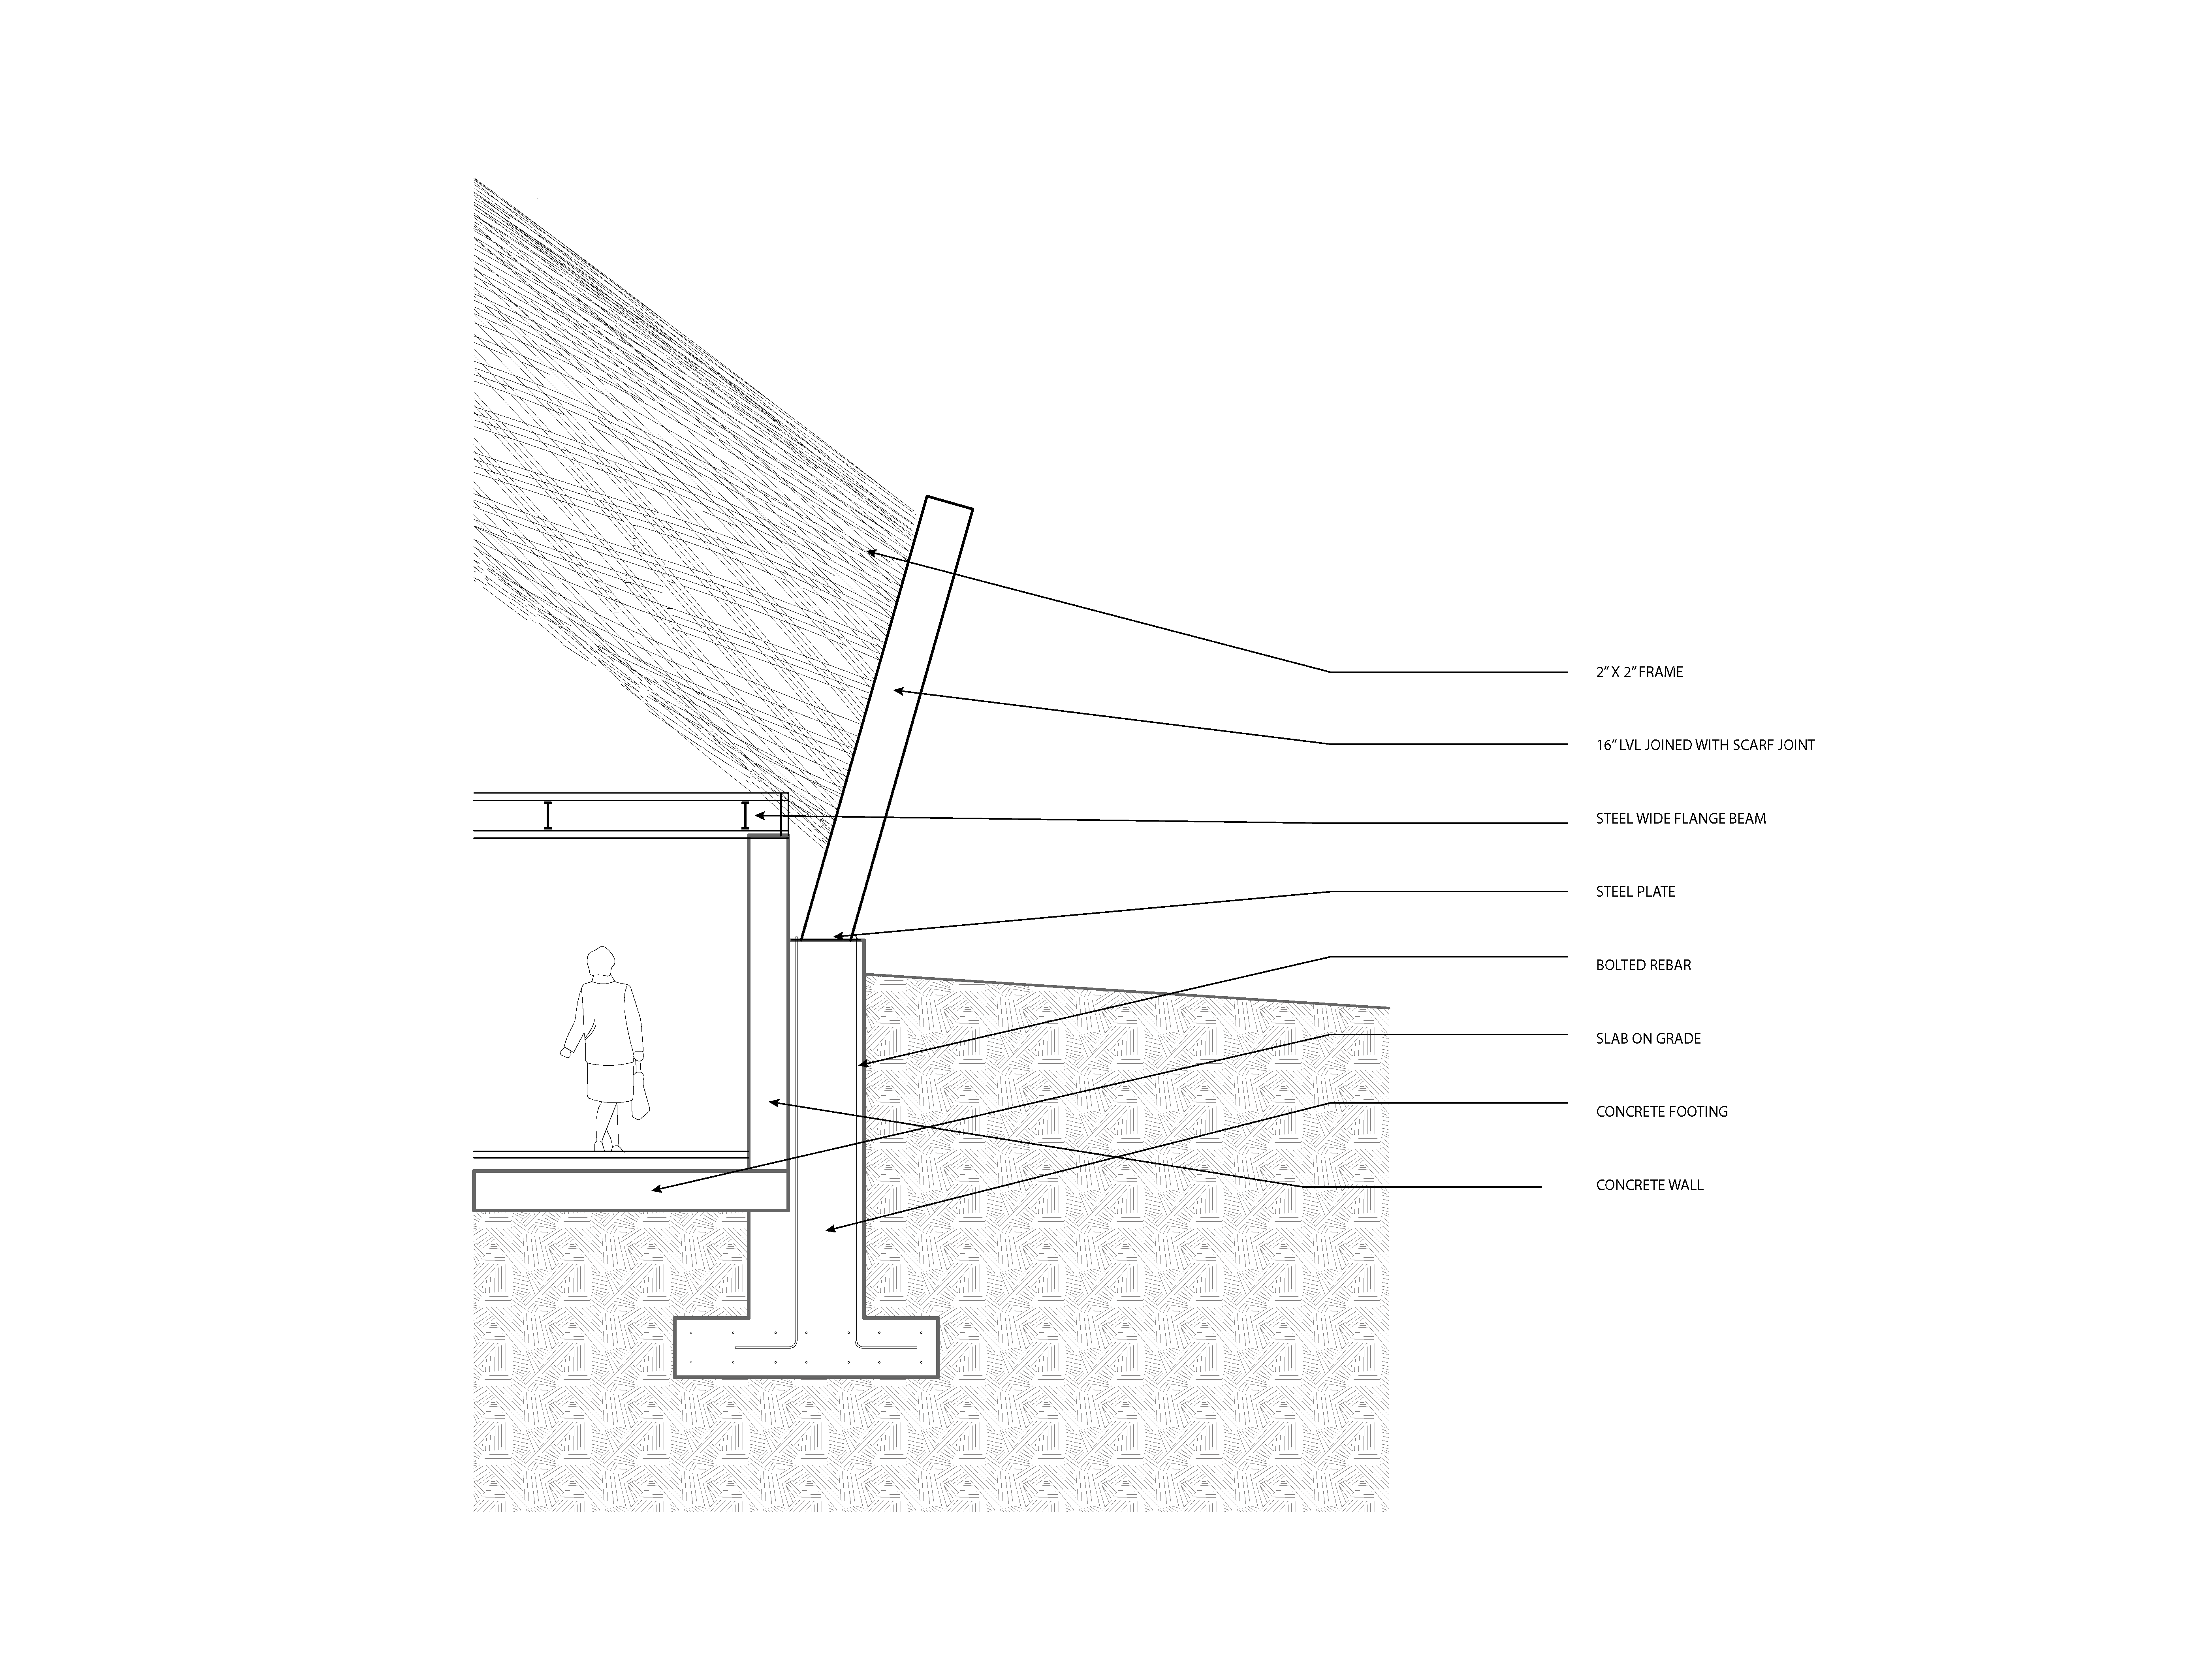 2” X 2” FRAME
16” LVL JOINED WITH SCARF JOINT
STEEL WIDE FLANGE BEAM
STEEL PLATE
BOLTED REBAR
SLAB ON GRADE
CONCRETE FOOTING
CONCRETE WALL